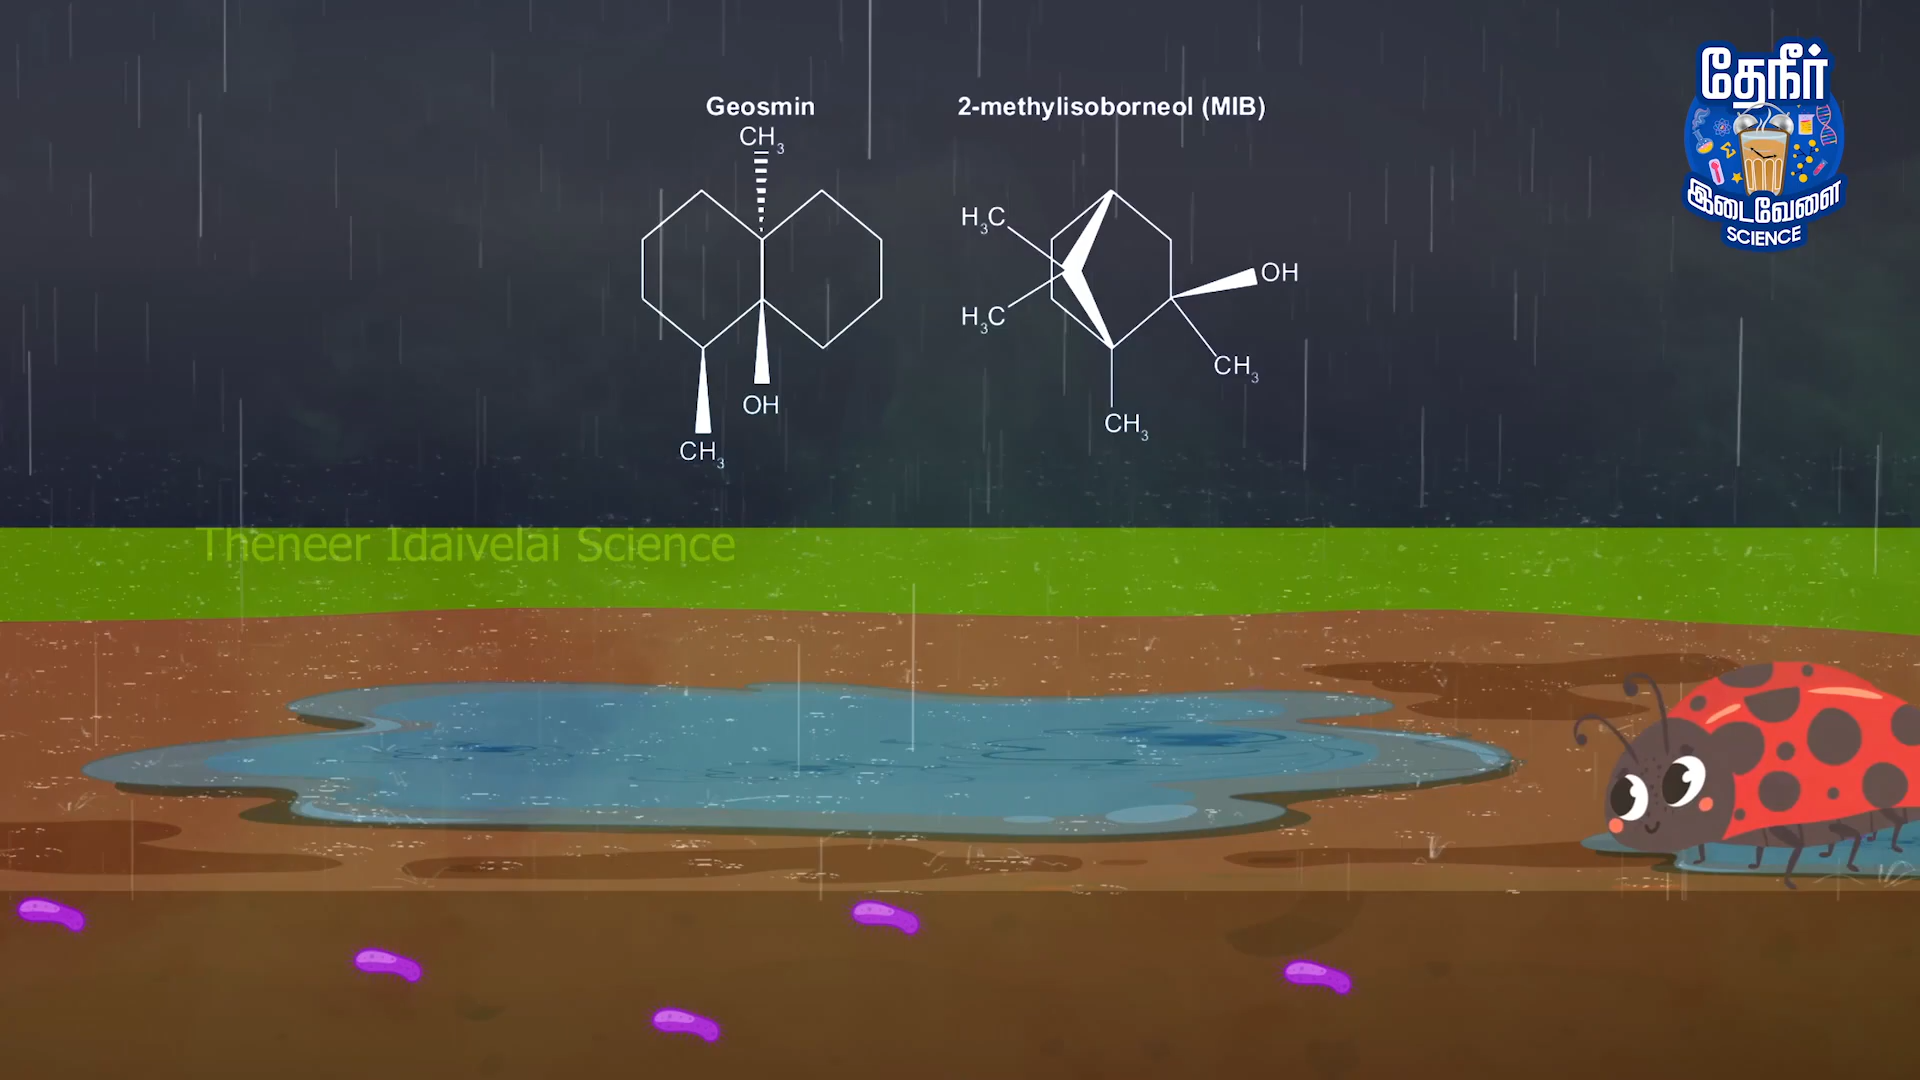 தேநீர்
இடைவேளை
SCIENCE
Geosmin
2-methylisoborneol (MIB)
CH3
H3C
OH
H3C
CH3
OH
CH3
CH3
Theneer Idaivelai Science